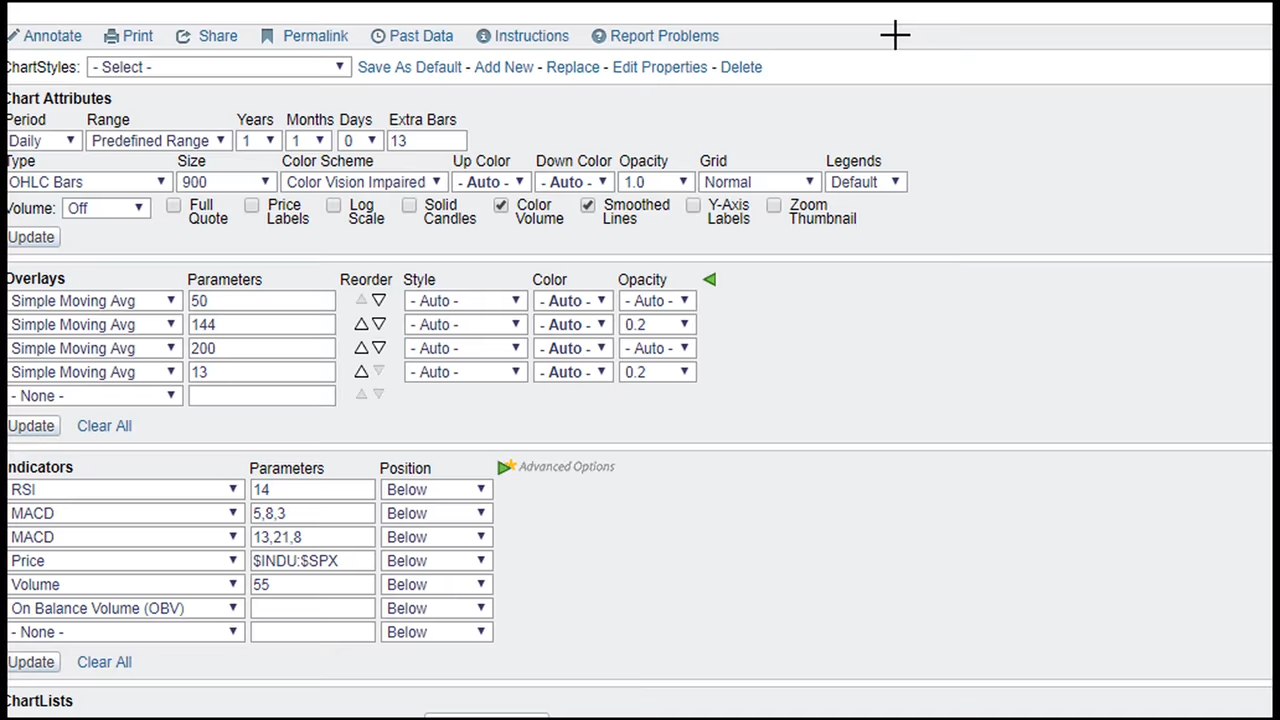 Annotate Print Share Permalink Past Data Instructions Report Problems
ChartStyles: - Select - Save As Default - Add New - Replace - Edit Properties - Delete
Chart Attributes
Period Range Years Months Days Extra Bars
Daily Predefined Range 1 1 0 13
Type Size Color Scheme Up Color Down Color Opacity Grid Legends
OHLC Bars 900 Color Vision Impaired - Auto - - Auto - 1.0 Normal Default
Volume: Off Full Quote Price Labels Log Scale Solid Candles Color Volume Smoothed Lines Y-Axis Labels Zoom Thumbnail
Update
Overlays Parameters Reorder Style Color Opacity
Simple Moving Avg 50 - Auto - - Auto - - Auto -
Simple Moving Avg 144 - Auto - - Auto - 0.2
Simple Moving Avg 200 - Auto - - Auto - - Auto -
Simple Moving Avg 13 - Auto - - Auto - 0.2
- None -
Update Clear All
Indicators Parameters Position Advanced Options
RSI 14 Below
MACD 5,8,3 Below
MACD 13,21,8 Below
Price $INDU:$SPX Below
Volume 55 Below
On Balance Volume (OBV) Below
- None - Below
Update Clear All
ChartLists